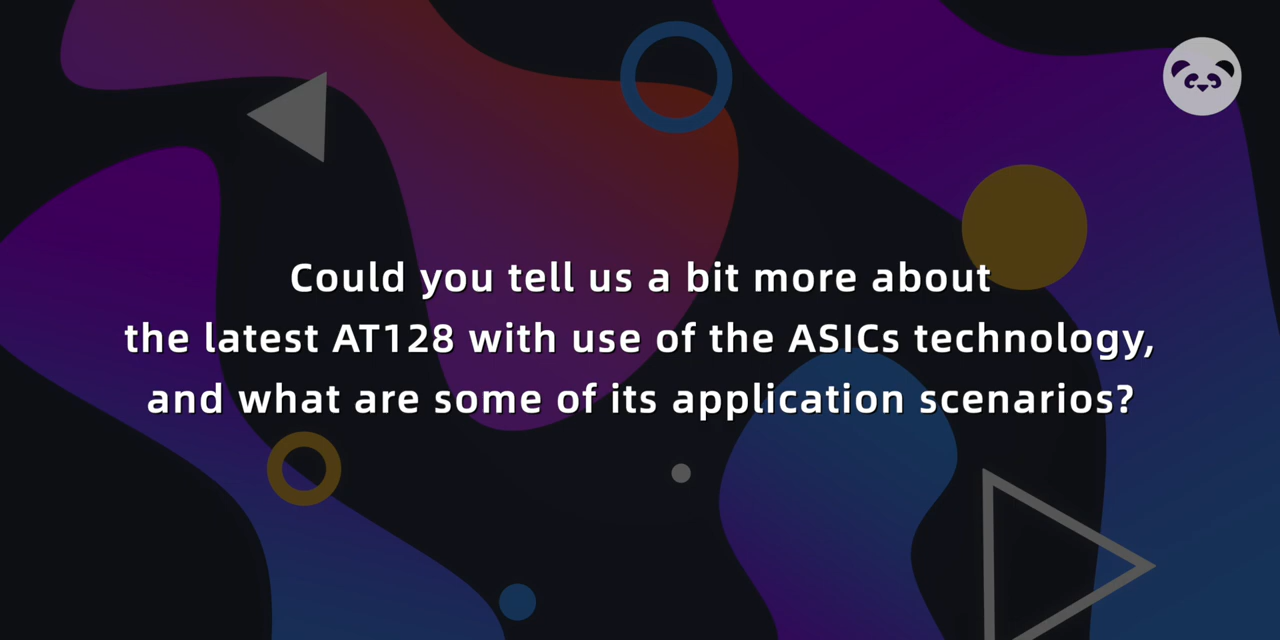 Could you tell us a bit more about
the latest AT128 with use of the ASICs technology,
and what are some of its application scenarios?